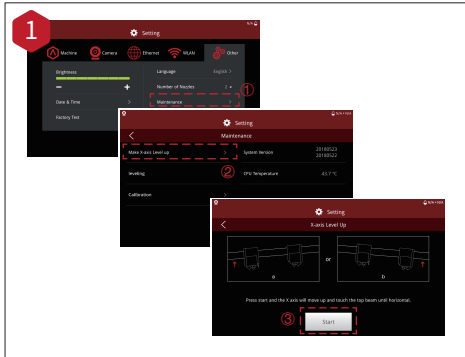 1
N/A
Setting
Machine
Camera
Ethernet
WLAN
Other
Brightness
Language
English >
- +
Number of Nozzles
2
Date & Time >
Maintenance >
①
Factory Test
Setting
< Maintenance
Make X-axis Level up >
System Version
20180523
20180522
②
leveling
CPU Temperature
43.7 °C
Calibration >
Setting
< X-axis Level Up
or
a
b
Press start and the X axis will move up and touch the top beam until horizontal.
③
Start